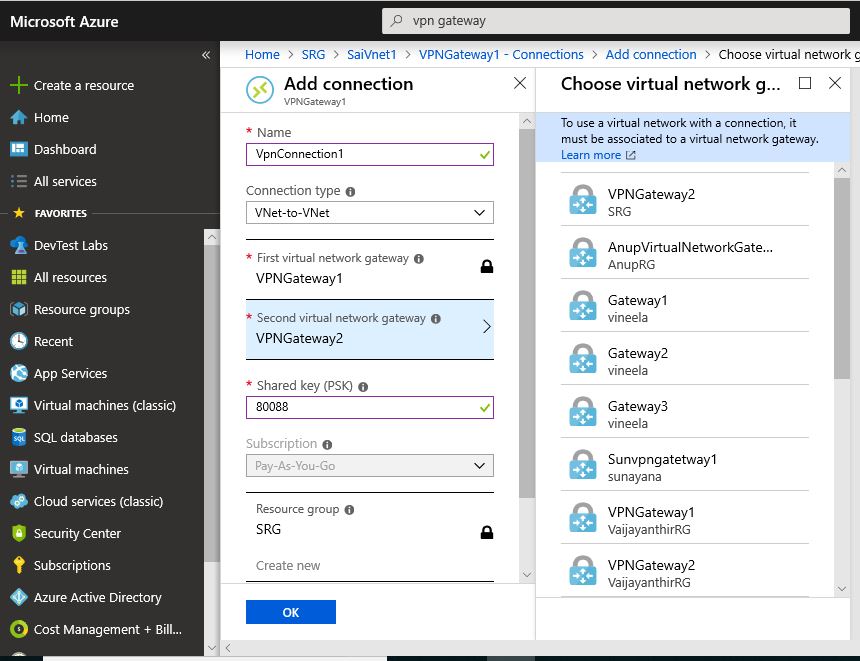 Microsoft Azure
vpn gateway
«
Home > SRG > SaiVnet1 > VPNGateway1 - Connections > Add connection > Choose virtual network g
Create a resource
Home
Dashboard
All services
FAVORITES
DevTest Labs
All resources
Resource groups
Recent
App Services
Virtual machines (classic)
SQL databases
Virtual machines
Cloud services (classic)
Security Center
Subscriptions
Azure Active Directory
Cost Management + Bill...
Add connection
VPNGateway1
* Name
VpnConnection1
Connection type
VNet-to-VNet
* First virtual network gateway
VPNGateway1
* Second virtual network gateway
VPNGateway2
* Shared key (PSK)
80088
Subscription
Pay-As-You-Go
Resource group
SRG
Create new
OK
Choose virtual network g...
To use a virtual network with a connection, it
must be associated to a virtual network gateway.
Learn more
VPNGateway2
SRG
AnupVirtualNetworkGate...
AnupRG
Gateway1
vineela
Gateway2
vineela
Gateway3
vineela
Sunvpngatetway1
sunayana
VPNGateway1
VaijayanthirRG
VPNGateway2
VaijayanthirRG